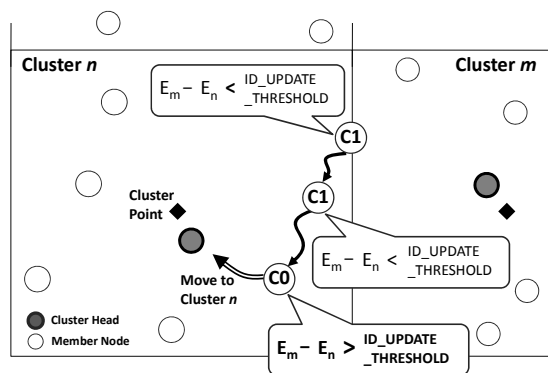 Cluster n
Cluster m
Eₘ – Eₙ < ID_UPDATE
_THRESHOLD
C1
C1
Cluster
Point
Eₘ – Eₙ < ID_UPDATE
_THRESHOLD
C0
Move to
Cluster n
Cluster Head
Member Node
Eₘ – Eₙ > ID_UPDATE
_THRESHOLD